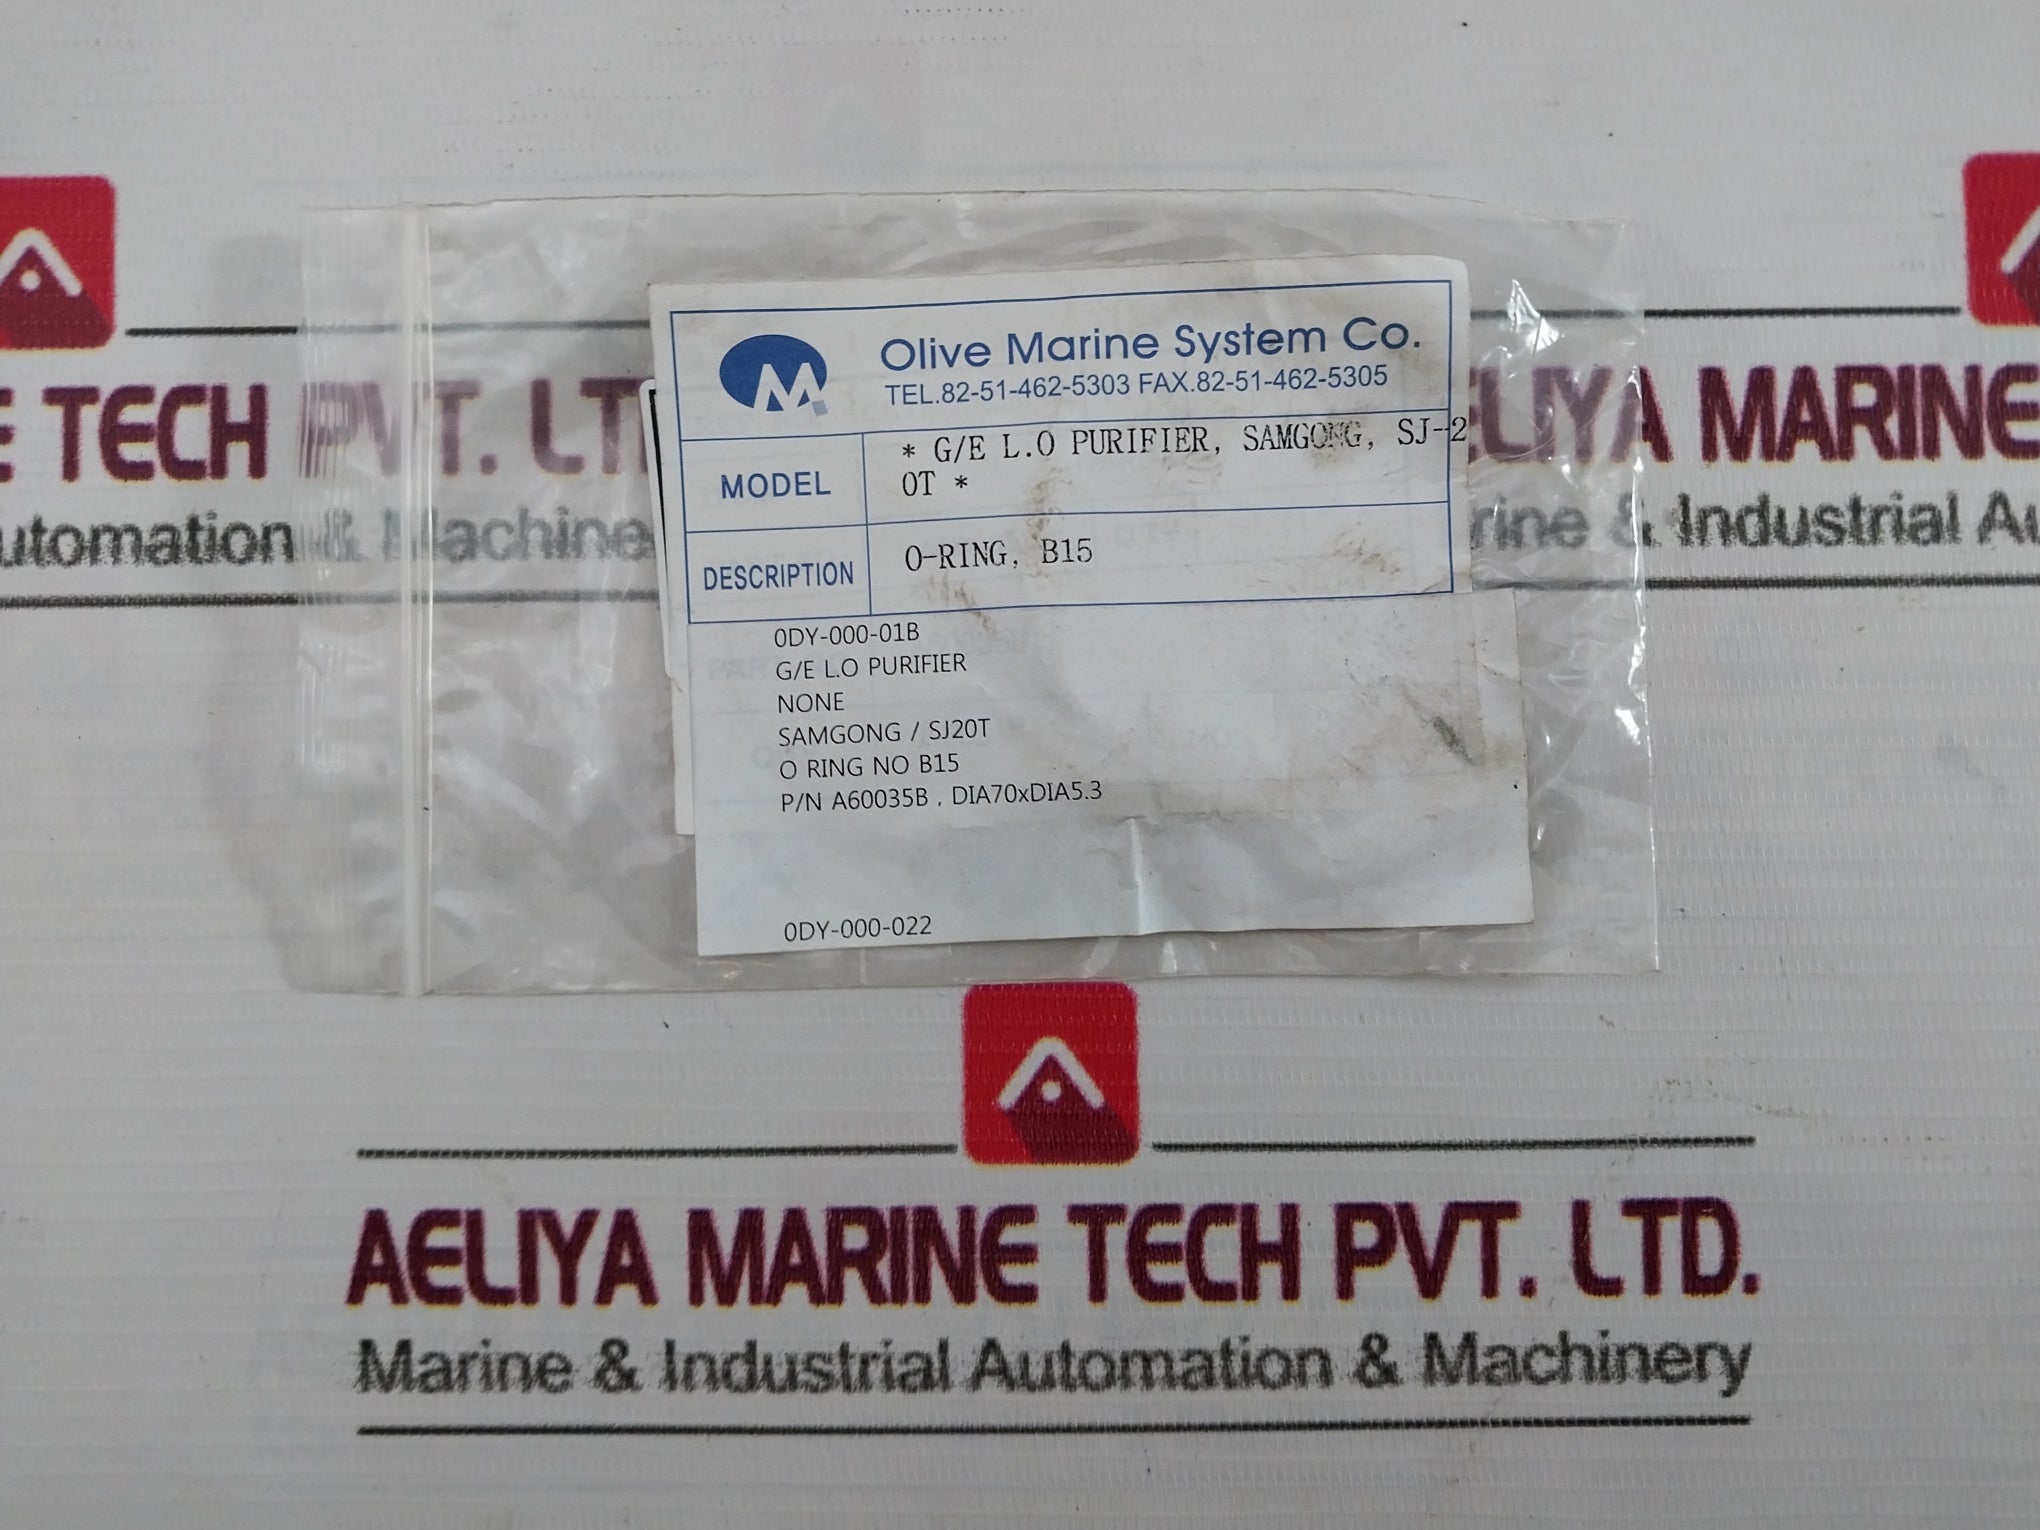 Olive Marine System Co.
TEL.82-51-462-5303 FAX.82-51-462-5305
MODEL
* G/E L.O PURIFIER, SAMGONG, SJ-2
0T *
DESCRIPTION
O-RING, B15
0DY-000-01B
G/E L.O PURIFIER
NONE
SAMGONG / SJ20T
O RING NO B15
P/N A60035B , DIA70xDIA5.3
0DY-000-022
E TECH PVT. LT
utomation & Machine
ELIYA MARINE
rine & Industrial Au
AELIYA MARINE TECH PVT. LTD.
Marine & Industrial Automation & Machinery